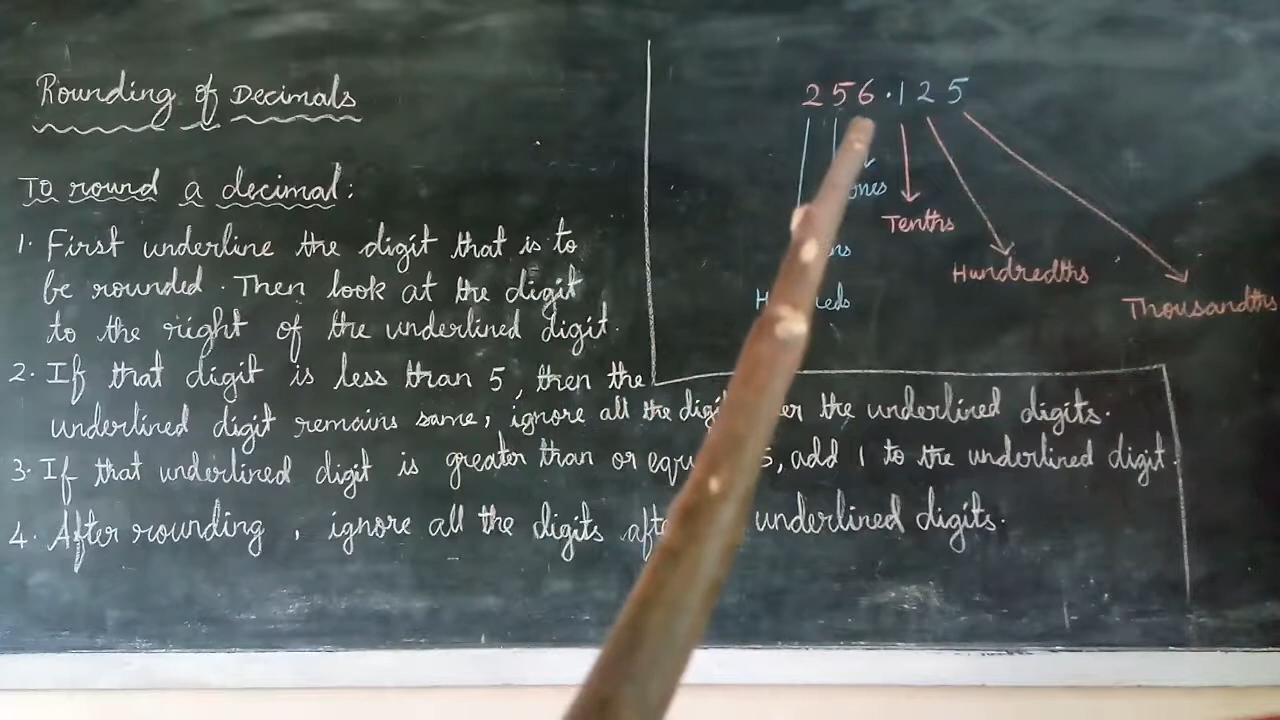 Rounding of Decimals
To round a decimal:
1. First underline the digit that is to
be rounded. Then look at the digit
to the right of the underlined digit.
2. If that digit is less than 5, then the
underlined digit remains same, ignore all the the underlined digits.
3. If that underlined digit is greater than or 5, add 1 to the underlined digit.
4. After rounding, ignore all the digits underlined digits.
256.125
ones
Tenths
Hundredths
Thousandths